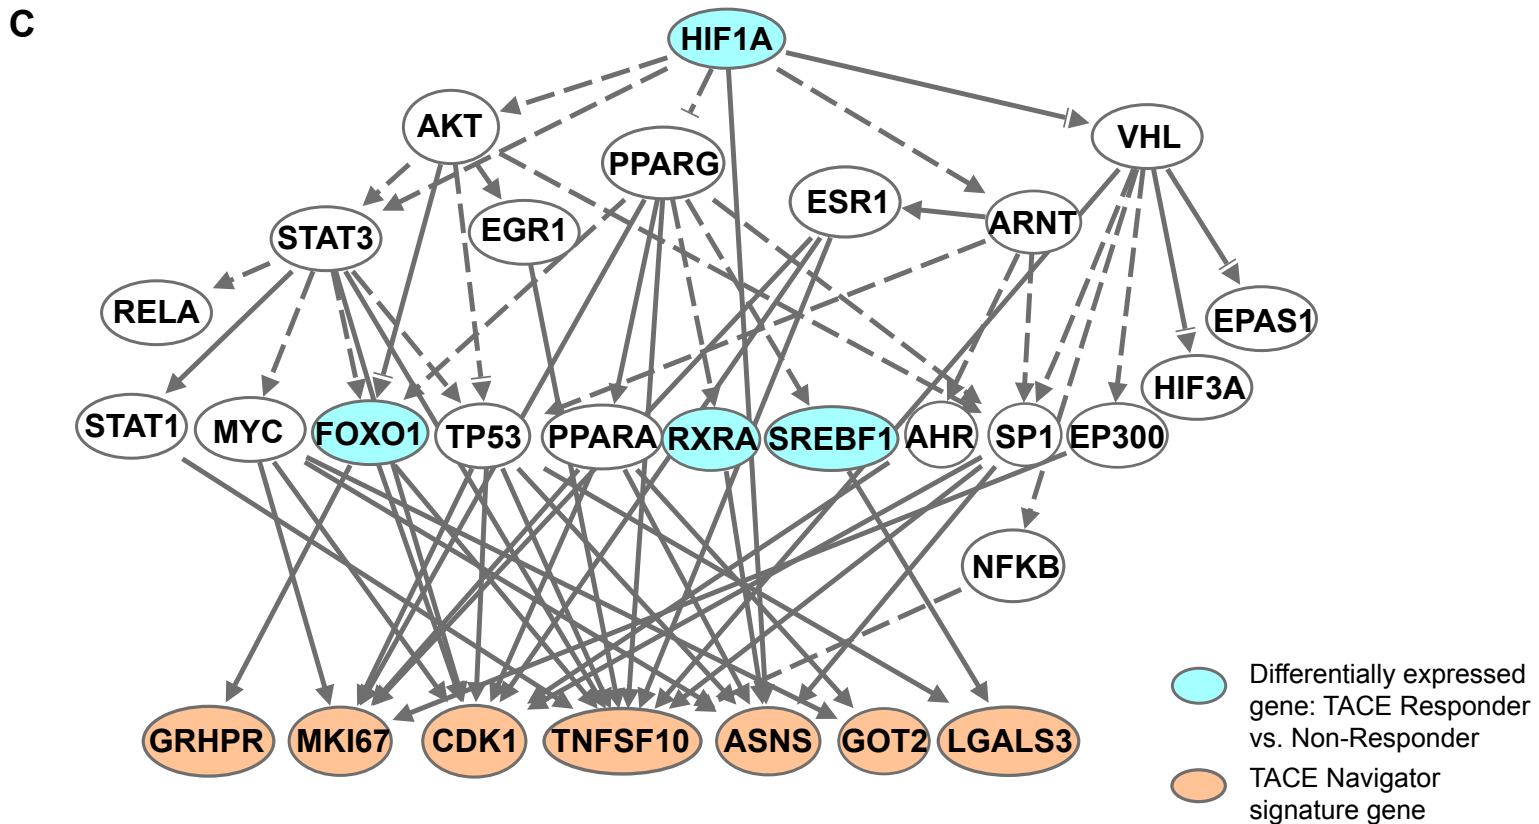 C
HIF1A
AKT
VHL
PPARG
ESR1
ARNT
STAT3
EGR1
RELA
EPAS1
HIF3A
STAT1
MYC
FOXO1
TP53
PPARA
RXRA
SREBF1
AHR
SP1
EP300
NFKB
GRHPR
MKI67
CDK1
TNFSF10
ASNS
GOT2
LGALS3
Differentially expressed
gene: TACE Responder
vs. Non-Responder
TACE Navigator
signature gene